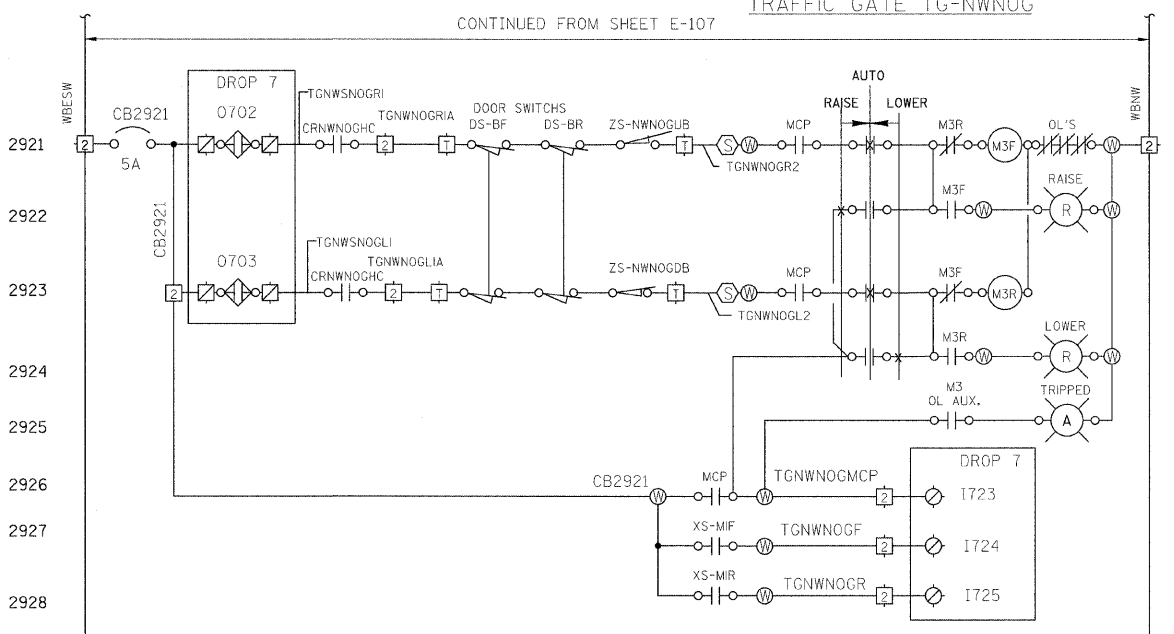 TRAFFIC GATE TG-NWNOG
CONTINUED FROM SHEET E-107
WBESW
WBNW
DROP 7
AUTO
RAISE
LOWER
2921
2
CB2921
5A
0702
TGNWSNOGRI
CRNWNOGHC
TGNWNOGRIA
2
T
DOOR SWITCHS
DS-BF
DS-BR
ZS-NWNOGUB
T
TGNWNOGR2
S
W
MCP
X
M3R
M3F
OL'S
W
2
2922
CB2921
X
M3F
W
RAISE
R
W
2923
2
0703
TGNWSNOGLI
CRNWNOGHC
TGNWNOGLIA
2
T
ZS-NWNOGDB
T
TGNWNOGL2
S
W
MCP
X
M3F
M3R
2924
X
M3R
W
LOWER
R
W
2925
M3
OL AUX.
TRIPPED
A
DROP 7
2926
CB2921
W
MCP
W
TGNWNOGMCP
2
I723
2927
XS-MIF
W
TGNWNOGF
2
I724
2928
XS-MIR
W
TGNWNOGR
2
I725